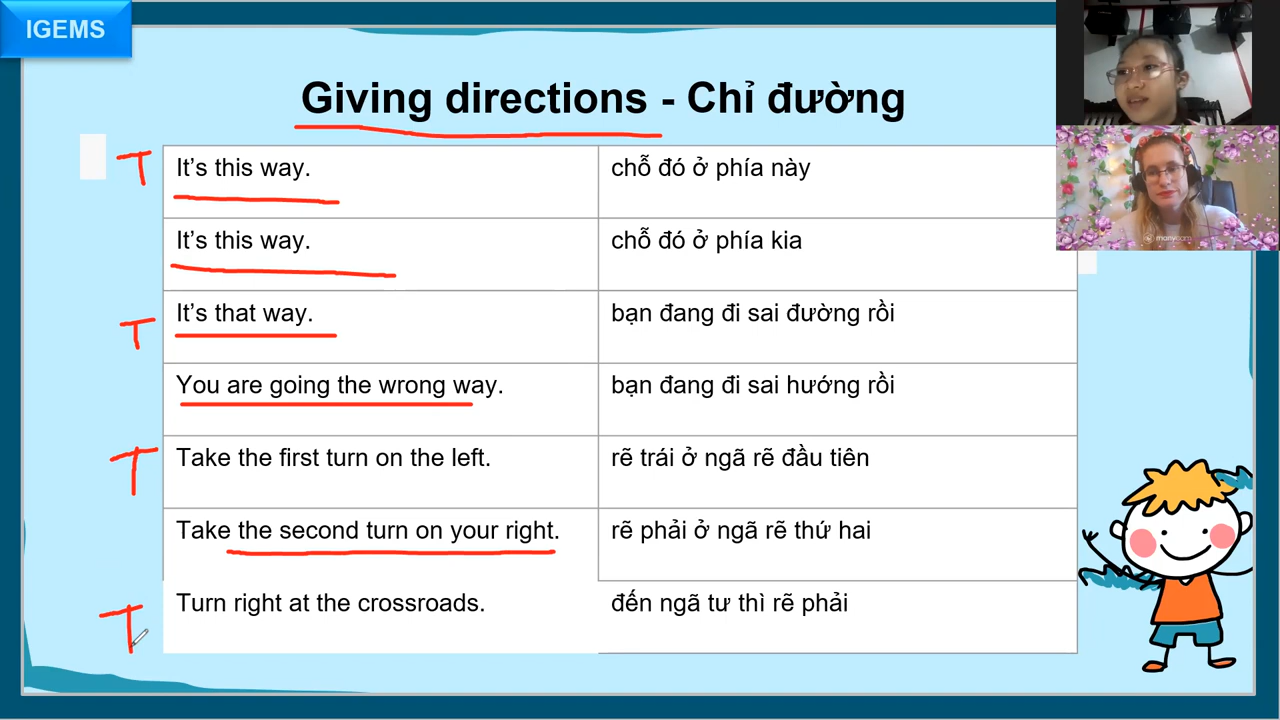 IGEMS
Giving directions - Chỉ đường
T
It's this way.
chỗ đó ở phía này
It's this way.
chỗ đó ở phía kia
T
It's that way.
bạn đang đi sai đường rồi
You are going the wrong way.
bạn đang đi sai hướng rồi
T
Take the first turn on the left.
rẽ trái ở ngã rẽ đầu tiên
Take the second turn on your right.
rẽ phải ở ngã rẽ thứ hai
T
Turn right at the crossroads.
đến ngã tư thì rẽ phải
manycam